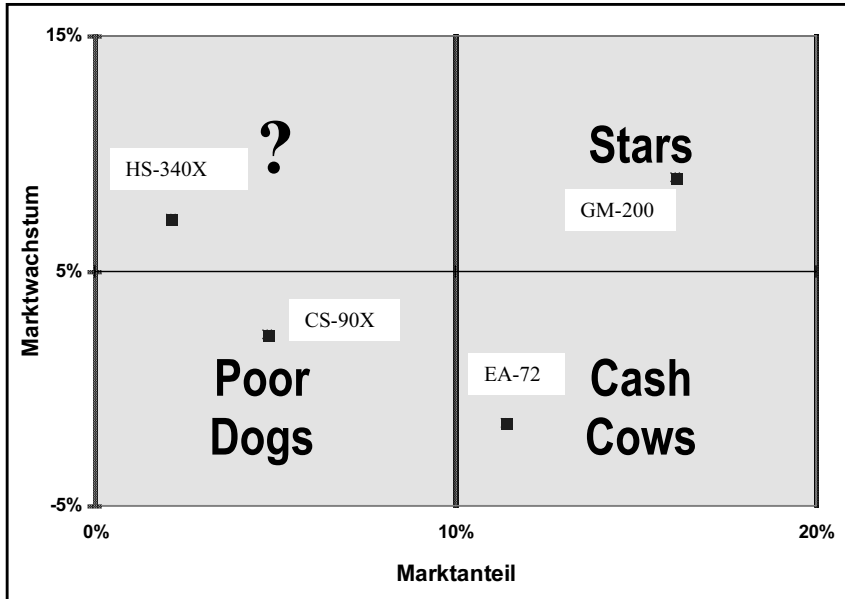 15%
?
Stars
HS-340X
GM-200
Marktwachstum
5%
CS-90X
EA-72
Poor
Dogs
Cash
Cows
-5%
0%
10%
20%
Marktanteil